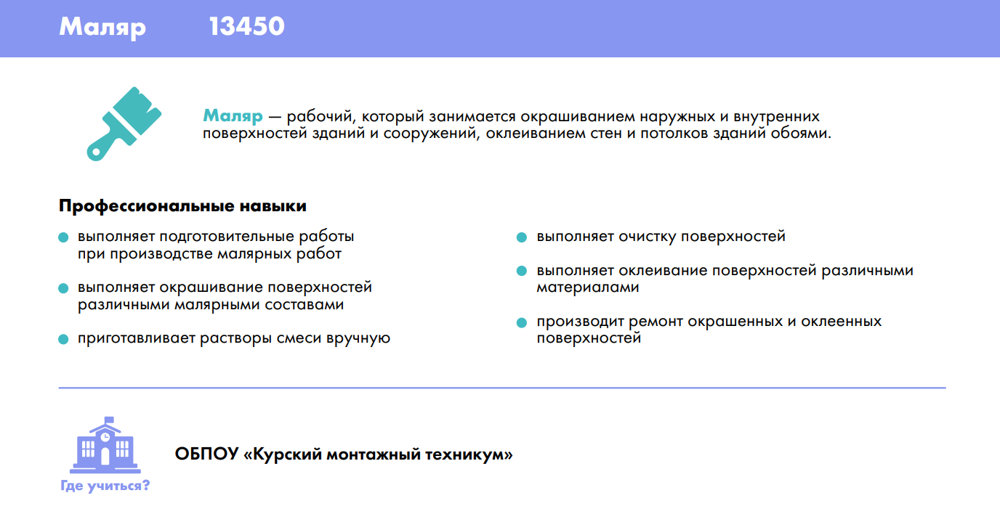 Маляр 13450
Маляр — рабочий, который занимается окрашиванием наружных и внутренних
поверхностей зданий и сооружений, оклеиванием стен и потолков зданий обоями.
Профессиональные навыки
выполняет подготовительные работы
при производстве малярных работ
выполняет окрашивание поверхностей
различными малярными составами
приготавливает растворы смеси вручную
выполняет очистку поверхностей
выполняет оклеивание поверхностей различными
материалами
производит ремонт окрашенных и оклеенных
поверхностей
ОБПОУ «Курский монтажный техникум»
Где учиться?